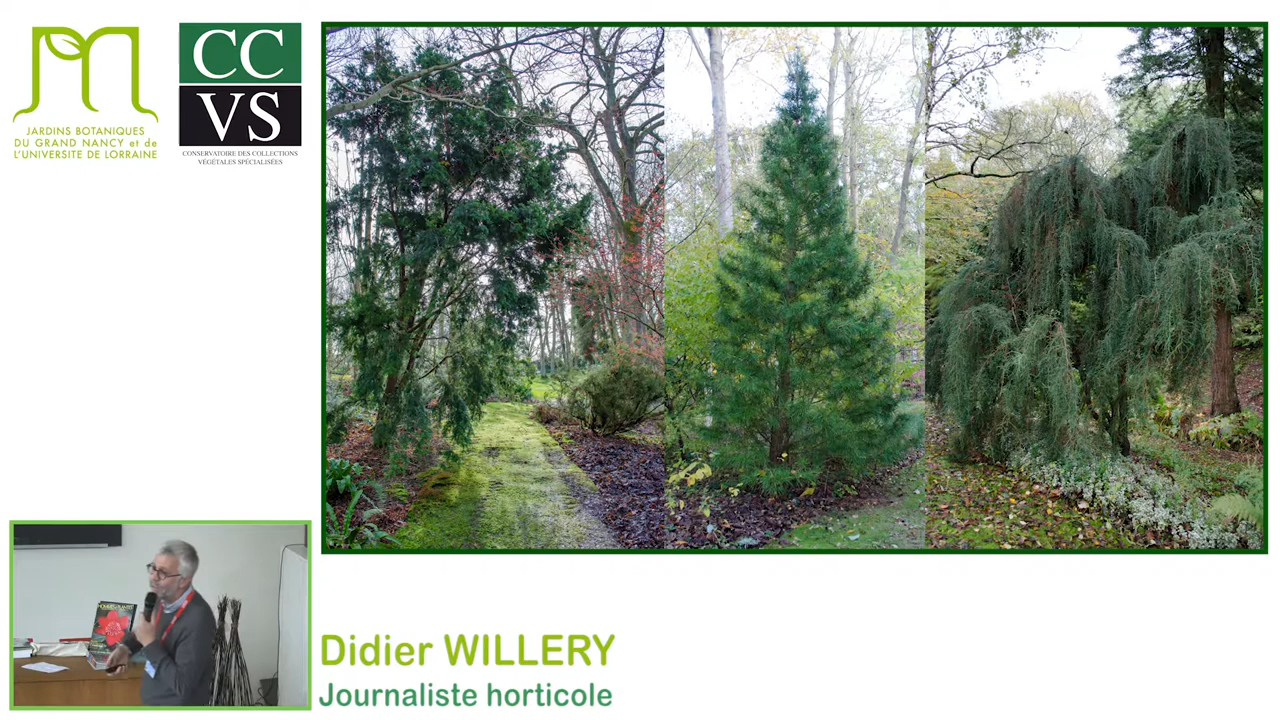 JARDINS BOTANIQUES
DU GRAND NANCY et de
L'UNIVERSITE DE LORRAINE
CC
VS
CONSERVATOIRE DES COLLECTIONS
VÉGÉTALES SPÉCIALISÉES
Didier WILLERY
Journaliste horticole